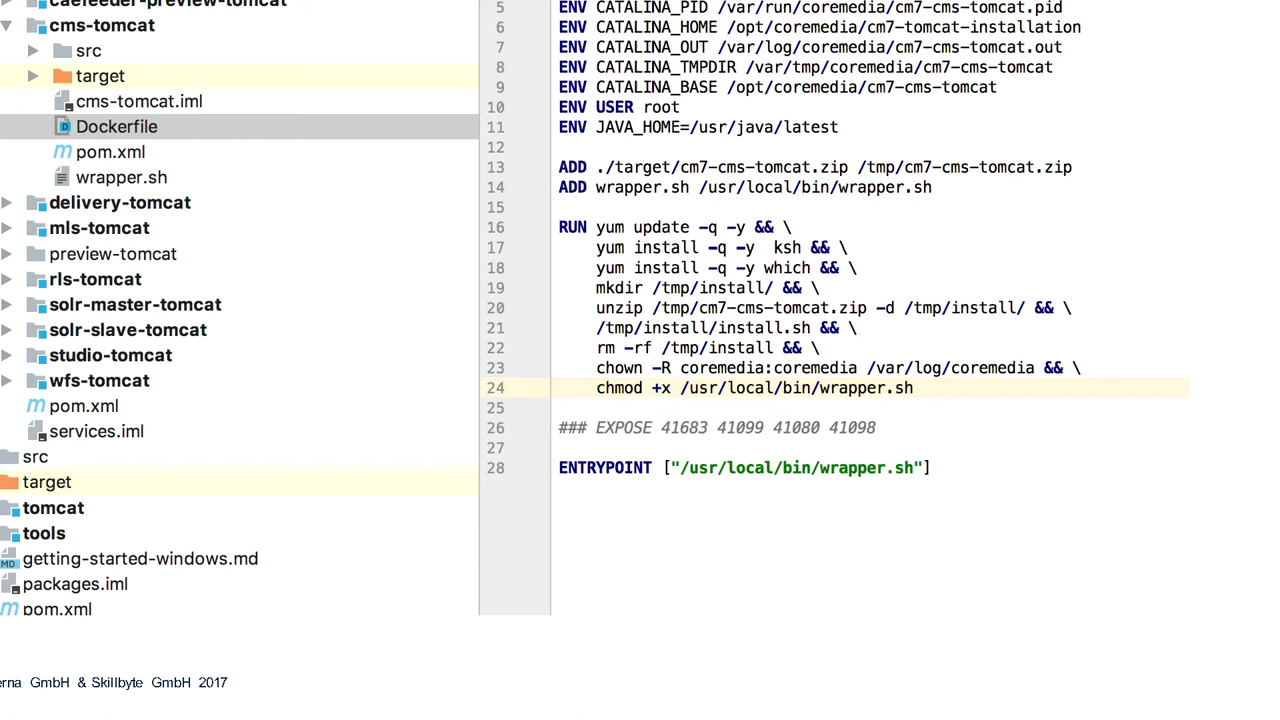 caefeeder-preview-tomcat
cms-tomcat
src
target
cms-tomcat.iml
Dockerfile
pom.xml
wrapper.sh
delivery-tomcat
mls-tomcat
preview-tomcat
rls-tomcat
solr-master-tomcat
solr-slave-tomcat
studio-tomcat
wfs-tomcat
pom.xml
services.iml
src
target
tomcat
tools
getting-started-windows.md
packages.iml
pom.xml
5 ENV CATALINA_PID /var/run/coremedia/cm7-cms-tomcat.pid
6 ENV CATALINA_HOME /opt/coremedia/cm7-tomcat-installation
7 ENV CATALINA_OUT /var/log/coremedia/cm7-cms-tomcat.out
8 ENV CATALINA_TMPDIR /var/tmp/coremedia/cm7-cms-tomcat
9 ENV CATALINA_BASE /opt/coremedia/cm7-cms-tomcat
10 ENV USER root
11 ENV JAVA_HOME=/usr/java/latest
12
13 ADD ./target/cm7-cms-tomcat.zip /tmp/cm7-cms-tomcat.zip
14 ADD wrapper.sh /usr/local/bin/wrapper.sh
15
16 RUN yum update -q -y && \
17 yum install -q -y  ksh && \
18 yum install -q -y which && \
19 mkdir /tmp/install/ && \
20 unzip /tmp/cm7-cms-tomcat.zip -d /tmp/install/ && \
21 /tmp/install/install.sh && \
22 rm -rf /tmp/install && \
23 chown -R coremedia:coremedia /var/log/coremedia && \
24 chmod +x /usr/local/bin/wrapper.sh
25
26 ### EXPOSE 41683 41099 41080 41098
27
28 ENTRYPOINT ["/usr/local/bin/wrapper.sh"]
erna GmbH & Skillbyte GmbH 2017